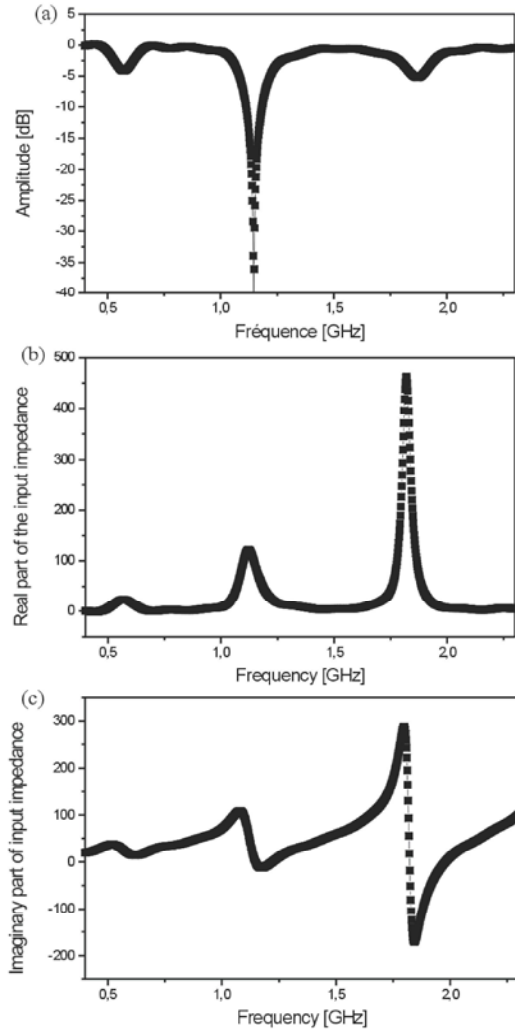 (a)
Amplitude [dB]
5
0
-5
-10
-15
-20
-25
-30
-35
-40
0,5 1,0 1,5 2,0
Fréquence [GHz]
(b)
Real part of the input impedance
500
400
300
200
100
0
0,5 1,0 1,5 2,0
Frequency [GHz]
(c)
Imaginary part of input impedance
300
200
100
0
-100
-200
0,5 1,0 1,5 2,0
Frequency [GHz]